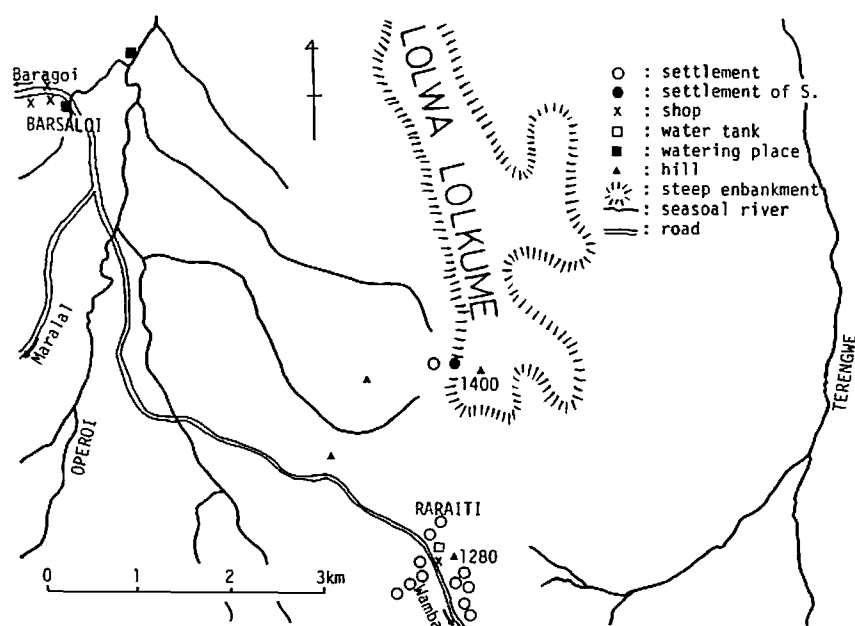 Baragoi
BARSALOI
LOLWA LOLKUME
○ : settlement
● : settlement of S.
x : shop
□ : water tank
■ : watering place
▲ : hill
: steep enbankment
: seasoal river
: road
Maralal
1400
TERENGWE
OPEROI
RARAITI
1280
0 1 2 3km
Wamba